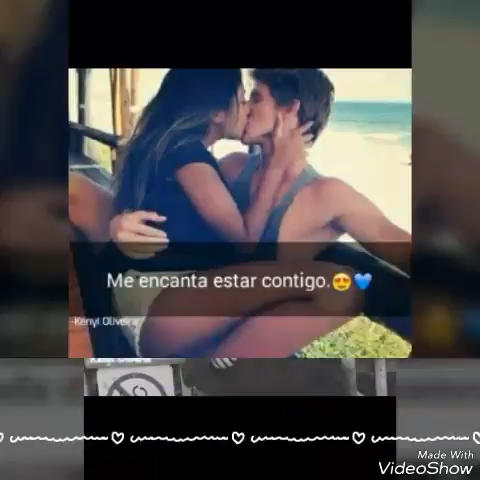 Me encanta estar contigo.😍💙
-Kenyi Oliveira
Made With
VideoShow